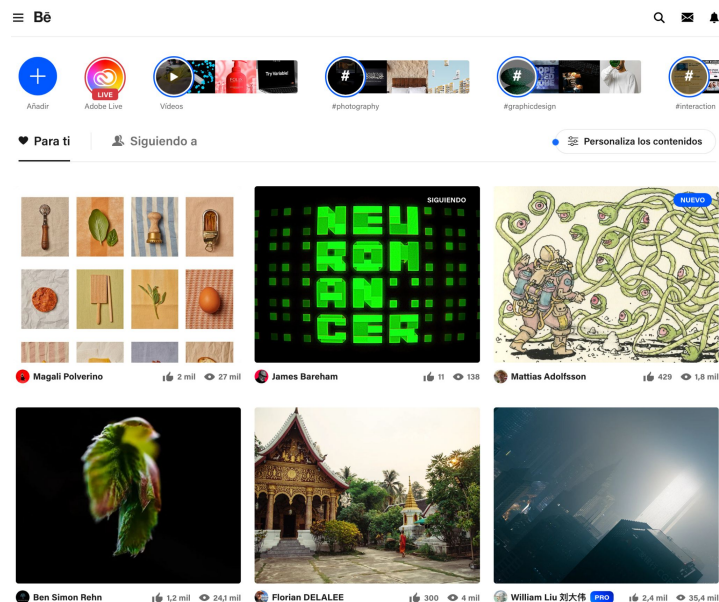 Bē
LIVE
Try Variable!
#
#
#
Añadir
Adobe Live
Vídeos
#photography
#graphicdesign
#interaction
Para ti
Siguiendo a
Personaliza los contenidos
SIGUIENDO
NUEVO
NEU
ROM
AN.
CER
Magali Polverino 2 mil 27 mil
James Bareham 11 138
Mattias Adolfsson 429 1,8 mil
Ben Simon Rehn 1,2 mil 24,1 mil
Florian DELALEE 300 4 mil
William Liu 刘大伟 PRO 2,4 mil 35,4 mil